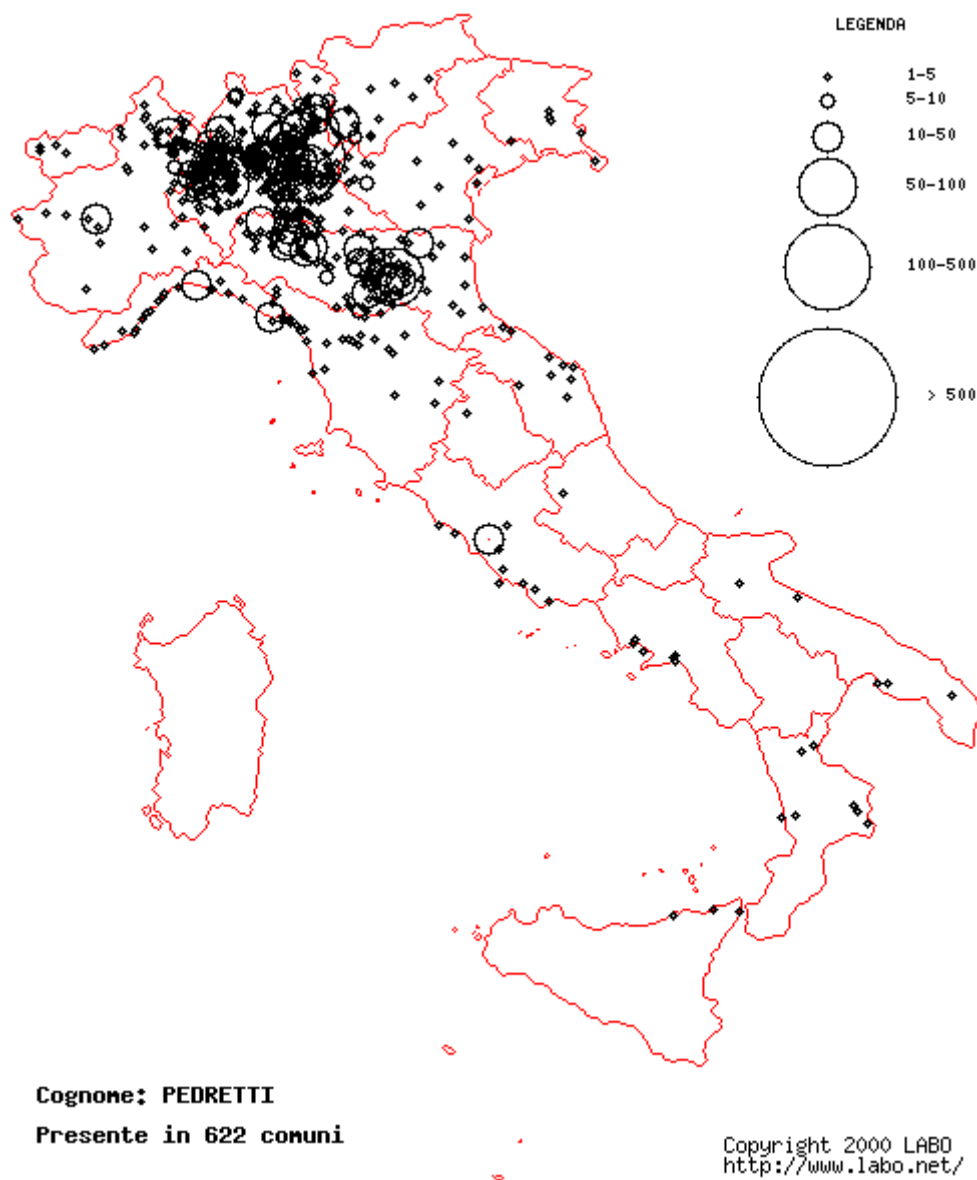 LEGENDA
1-5
5-10
10-50
50-100
100-500
> 500
Cognome: PEDRETTI
Presente in 622 comuni
Copyright 2000 LABO
http://www.labo.net/